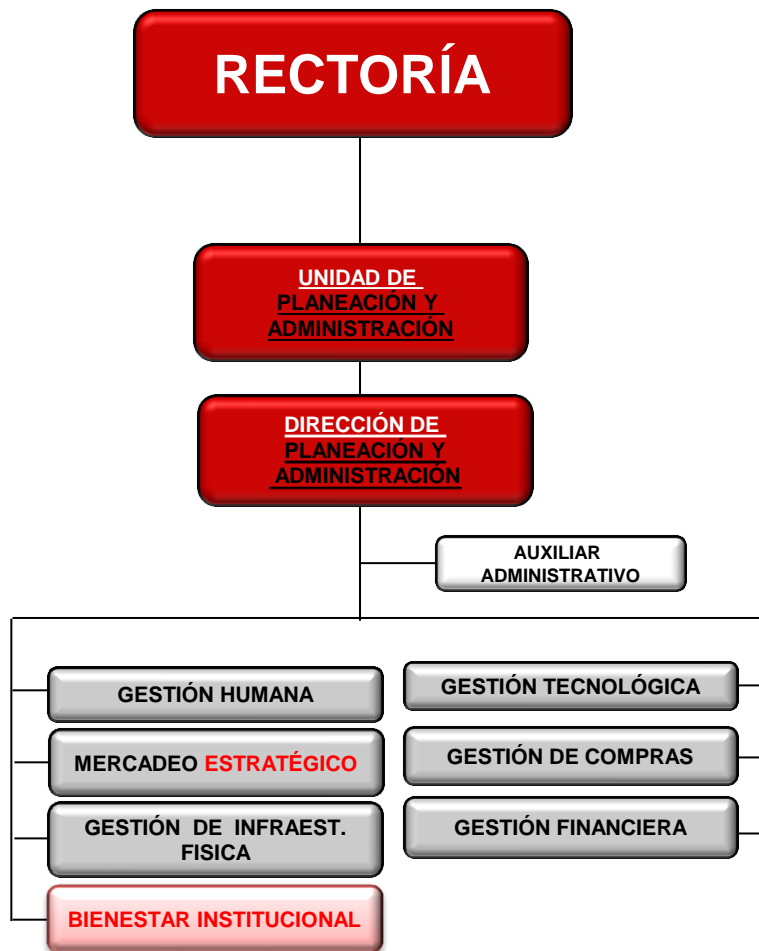 RECTORÍA
UNIDAD DE
PLANEACIÓN Y
ADMINISTRACIÓN
DIRECCIÓN DE
PLANEACIÓN Y
ADMINISTRACIÓN
AUXILIAR
ADMINISTRATIVO
GESTIÓN HUMANA
MERCADEO ESTRATÉGICO
GESTIÓN DE INFRAEST.
FISICA
BIENESTAR INSTITUCIONAL
GESTIÓN TECNOLÓGICA
GESTIÓN DE COMPRAS
GESTIÓN FINANCIERA